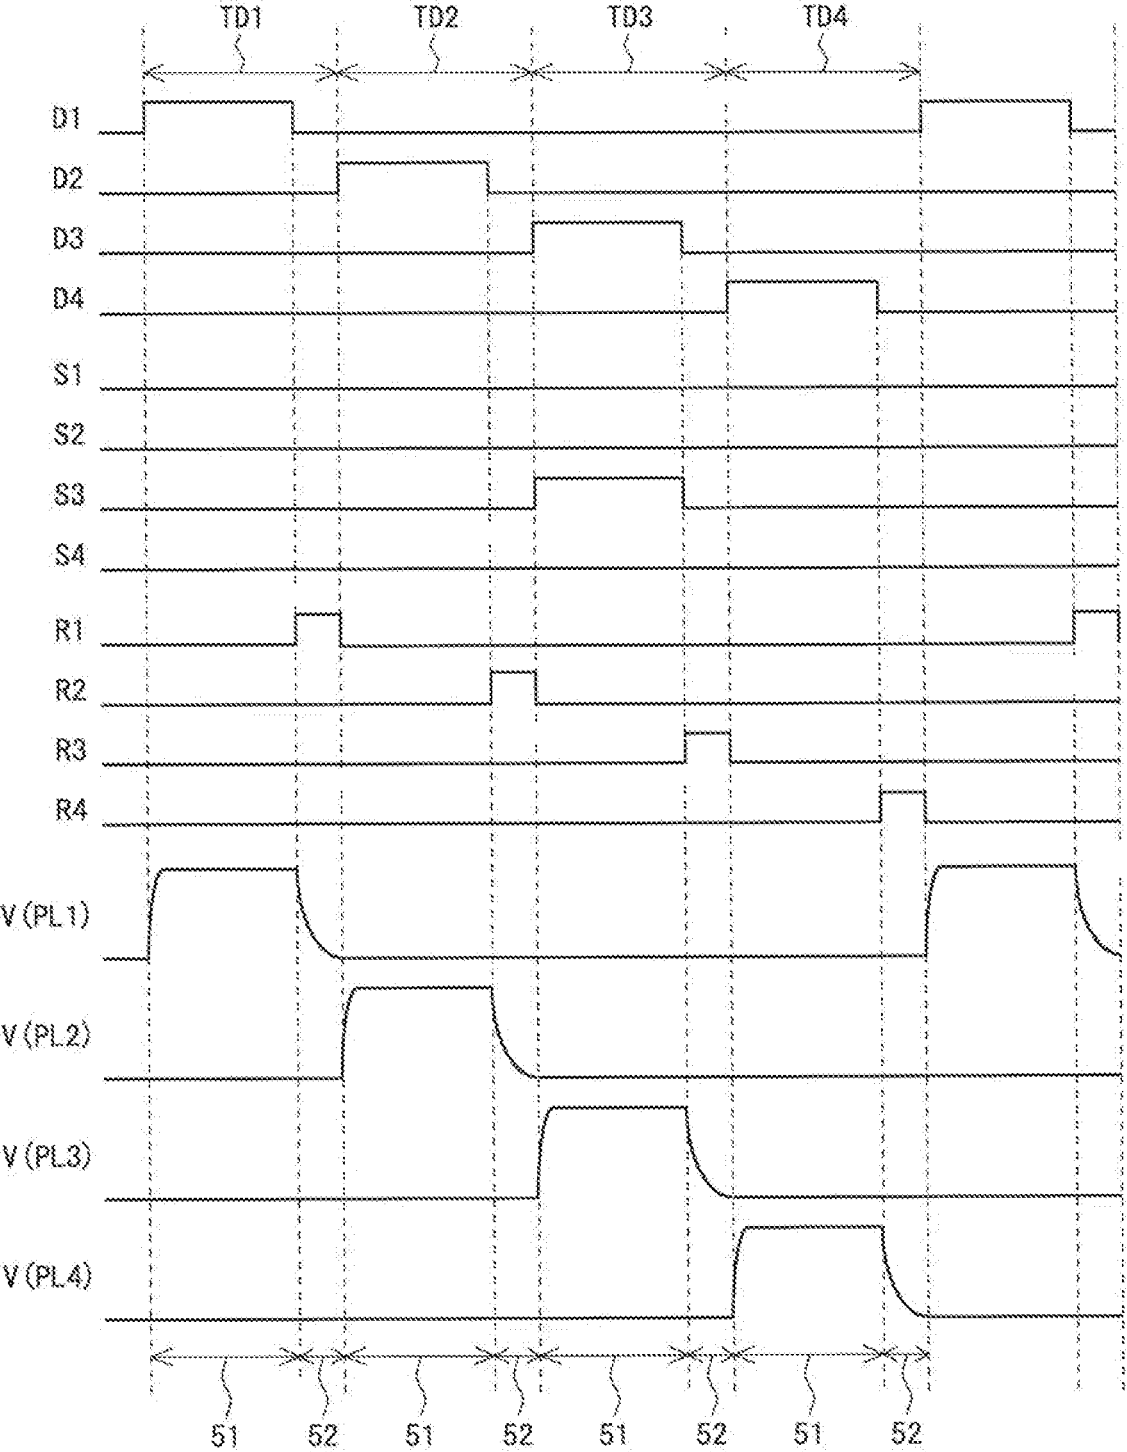 TD1 TD2 TD3 TD4
D1
D2
D3
D4
S1
S2
S3
S4
R1
R2
R3
R4
V(PL1)
V(PL2)
V(PL3)
V(PL4)
51 52 51 52 51 52 51 52